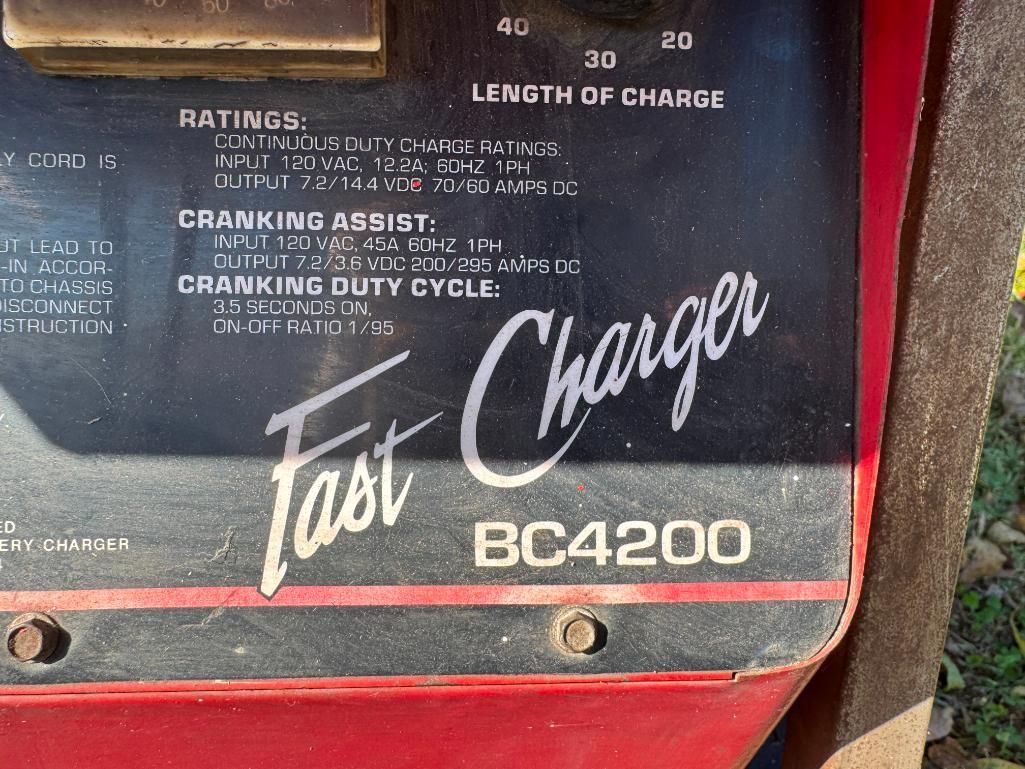 50
40
20
30
LENGTH OF CHARGE
RATINGS:
CONTINUOUS DUTY CHARGE RATINGS:
INPUT 120 VAC, 12.2A; 60HZ 1PH
OUTPUT 7.2/14.4 VDC 70/60 AMPS DC
CRANKING ASSIST:
INPUT 120 VAC, 45A 60HZ 1PH
OUTPUT 7.2/3.6 VDC 200/295 AMPS DC
CRANKING DUTY CYCLE:
3.5 SECONDS ON,
ON-OFF RATIO 1/95
CORD IS
LEAD TO
-IN ACCOR-
TO CHASSIS
DISCONNECT
NSTRUCTION
Fast Charger
BC4200
ED
ERY CHARGER